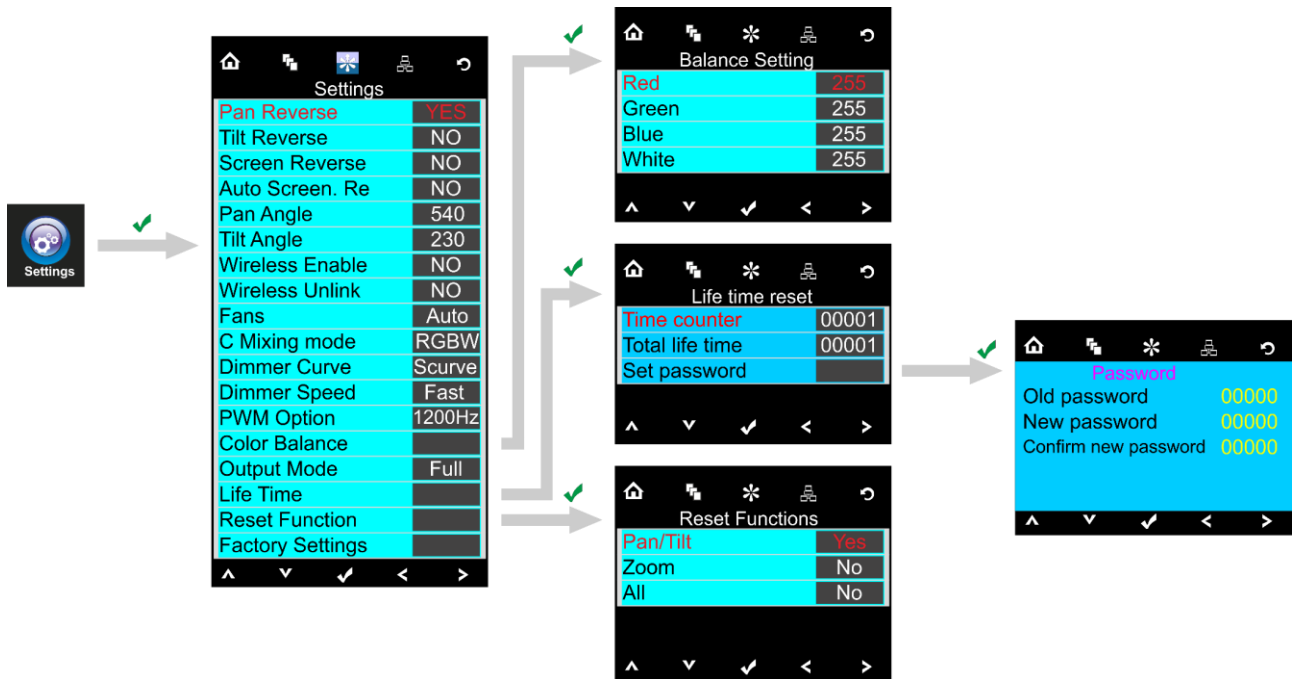 Settings
Settings
Pan Reverse YES
Tilt Reverse NO
Screen Reverse NO
Auto Screen. Re NO
Pan Angle 540
Tilt Angle 230
Wireless Enable NO
Wireless Unlink NO
Fans Auto
C Mixing mode RGBW
Dimmer Curve Scurve
Dimmer Speed Fast
PWM Option 1200Hz
Color Balance
Output Mode Full
Life Time
Reset Function
Factory Settings
Balance Setting
Red 255
Green 255
Blue 255
White 255
Life time reset
Time counter 00001
Total life time 00001
Set password
Reset Functions
Pan/Tilt Yes
Zoom No
All No
Password
Old password 00000
New password 00000
Confirm new password 00000